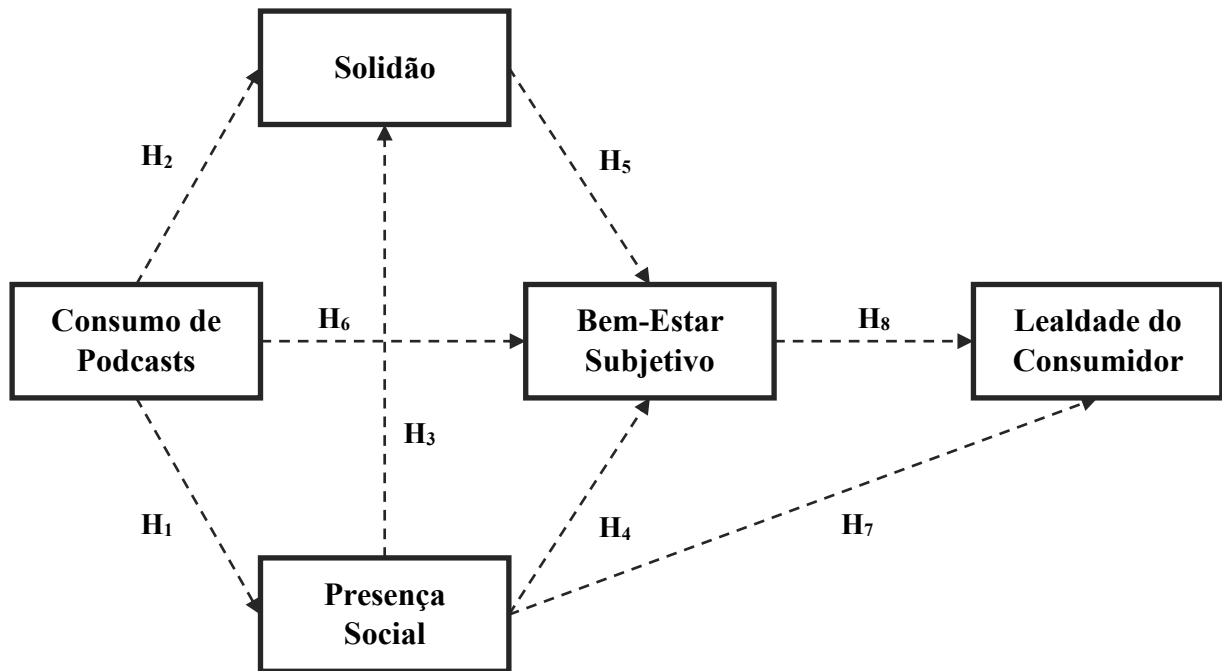 Solidão
H₂
H₅
Consumo de
Podcasts
H₆
Bem-Estar
Subjetivo
H₈
Lealdade do
Consumidor
H₃
H₁
H₄
H₇
Presença
Social